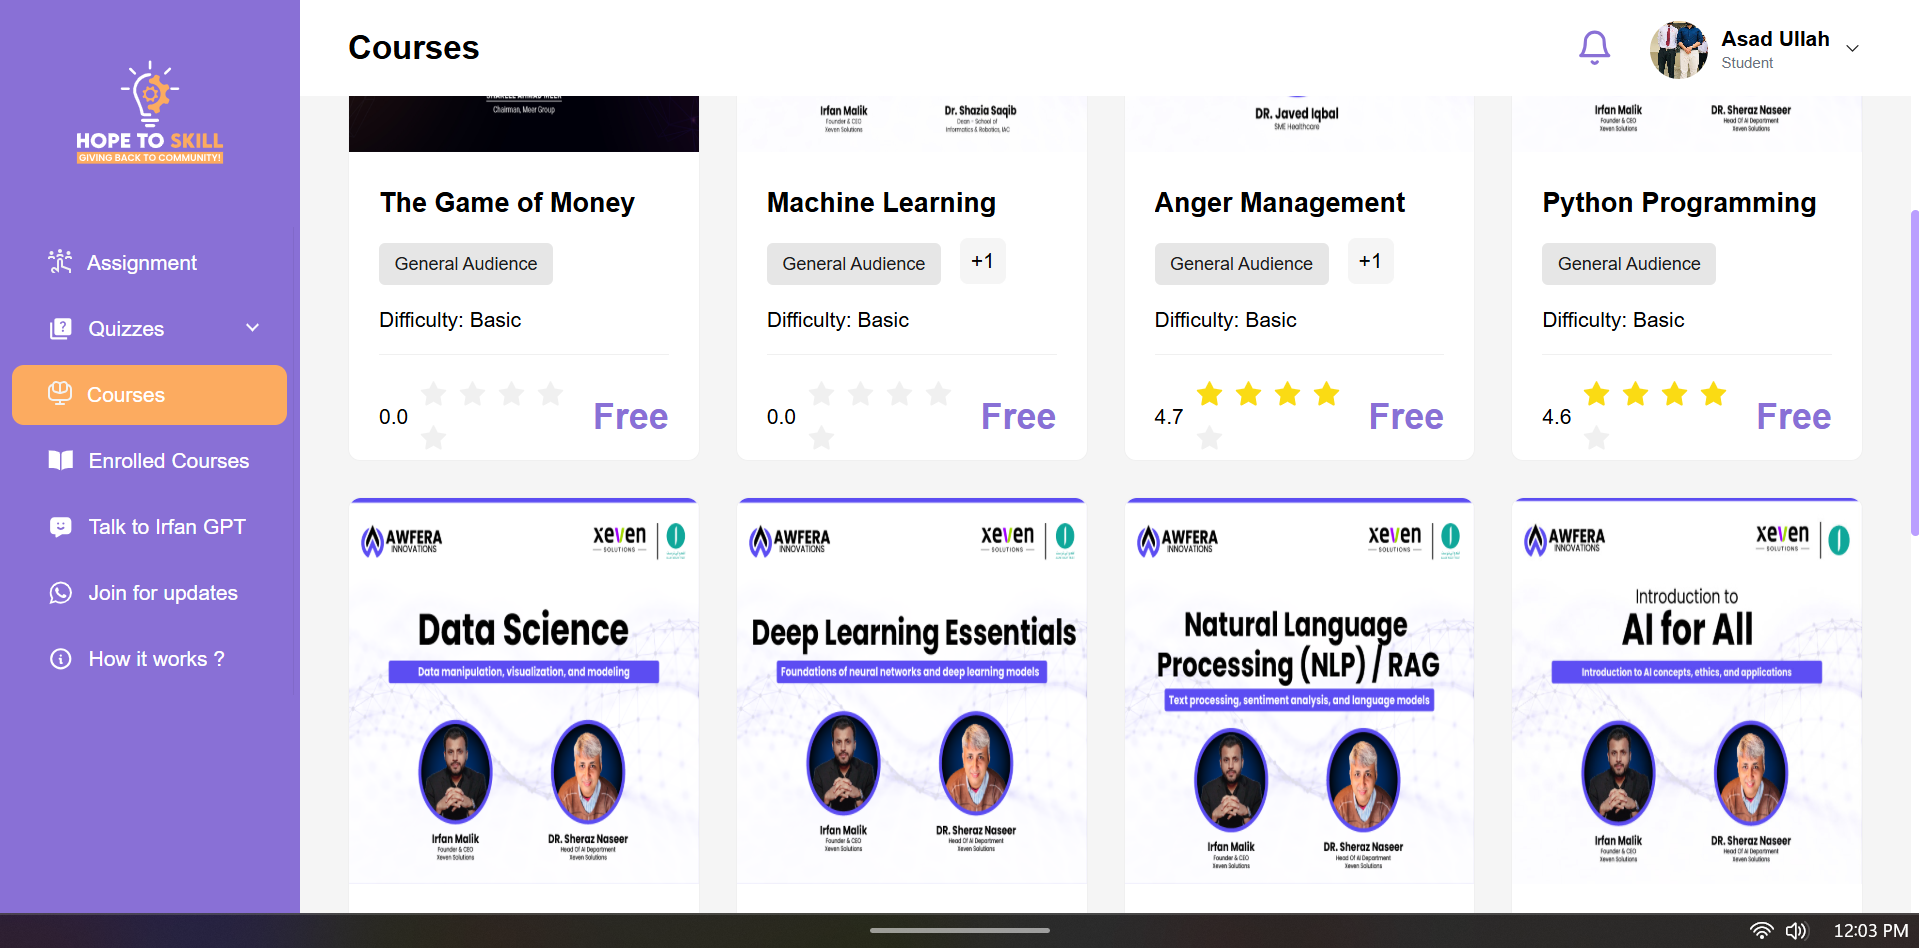 HOPE TO SKILL
GIVING BACK TO COMMUNITY!
Assignment
Quizzes
Courses
Enrolled Courses
Talk to Irfan GPT
Join for updates
How it works ?
Courses
Asad Ullah
Student
Chairman, Meer Group
The Game of Money
General Audience
Difficulty: Basic
0.0
Free
Irfan Malik
Founder & CEO
Xeven Solutions
Dr. Shazia Saqib
Dean - School of
Informatics & Robotics, IAC
Machine Learning
General Audience
+1
Difficulty: Basic
0.0
Free
DR. Javed Iqbal
SME Healthcare
Anger Management
General Audience
+1
Difficulty: Basic
4.7
Free
Irfan Malik
Founder & CEO
Xeven Solutions
DR. Sheraz Naseer
Head Of AI Department
Xeven Solutions
Python Programming
General Audience
Difficulty: Basic
4.6
Free
AWFERA
INNOVATIONS
xeven
SOLUTIONS
Data Science
Data manipulation, visualization, and modeling
Irfan Malik
Founder & CEO
Xeven Solutions
DR. Sheraz Naseer
Head Of AI Department
Xeven Solutions
AWFERA
INNOVATIONS
xeven
SOLUTIONS
Deep Learning Essentials
Foundations of neural networks and deep learning models
Irfan Malik
Founder & CEO
Xeven Solutions
DR. Sheraz Naseer
Head Of AI Department
Xeven Solutions
AWFERA
INNOVATIONS
xeven
SOLUTIONS
Natural Language
Processing (NLP) / RAG
Text processing, sentiment analysis, and language models
Irfan Malik
Founder & CEO
Xeven Solutions
DR. Sheraz Naseer
Head Of AI Department
Xeven Solutions
AWFERA
INNOVATIONS
xeven
SOLUTIONS
Introduction to
AI for All
Introduction to AI concepts, ethics, and applications
Irfan Malik
Founder & CEO
Xeven Solutions
DR. Sheraz Naseer
Head Of AI Department
Xeven Solutions
12:03 PM